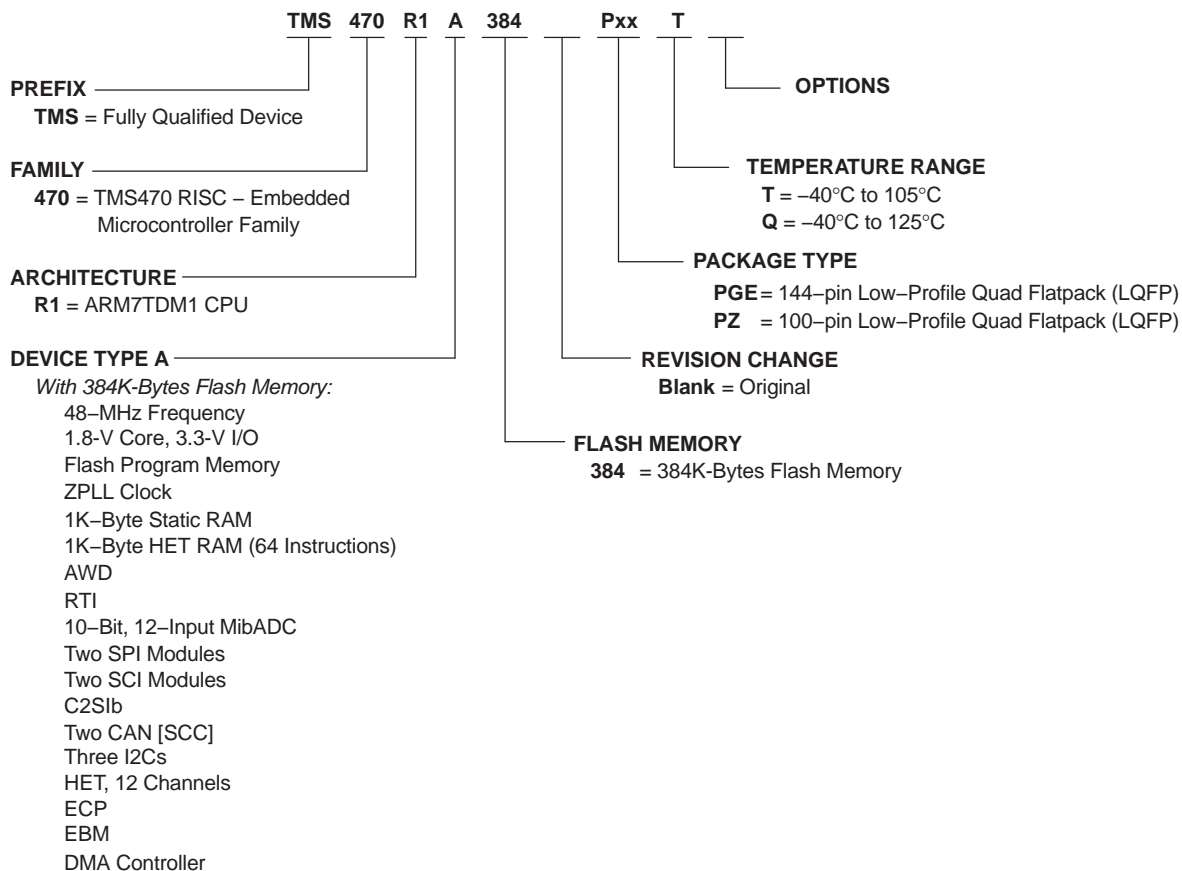 TMS 470 R1 A 384 Pxx T
PREFIX
TMS = Fully Qualified Device
FAMILY
470 = TMS470 RISC − Embedded
Microcontroller Family
ARCHITECTURE
R1 = ARM7TDM1 CPU
DEVICE TYPE A
With 384K-Bytes Flash Memory:
48−MHz Frequency
1.8-V Core, 3.3-V I/O
Flash Program Memory
ZPLL Clock
1K−Byte Static RAM
1K−Byte HET RAM (64 Instructions)
AWD
RTI
10−Bit, 12−Input MibADC
Two SPI Modules
Two SCI Modules
C2SIb
Two CAN [SCC]
Three I2Cs
HET, 12 Channels
ECP
EBM
DMA Controller
OPTIONS
TEMPERATURE RANGE
T = −40°C to 105°C
Q = −40°C to 125°C
PACKAGE TYPE
PGE = 144−pin Low−Profile Quad Flatpack (LQFP)
PZ = 100−pin Low−Profile Quad Flatpack (LQFP)
REVISION CHANGE
Blank = Original
FLASH MEMORY
384 = 384K-Bytes Flash Memory